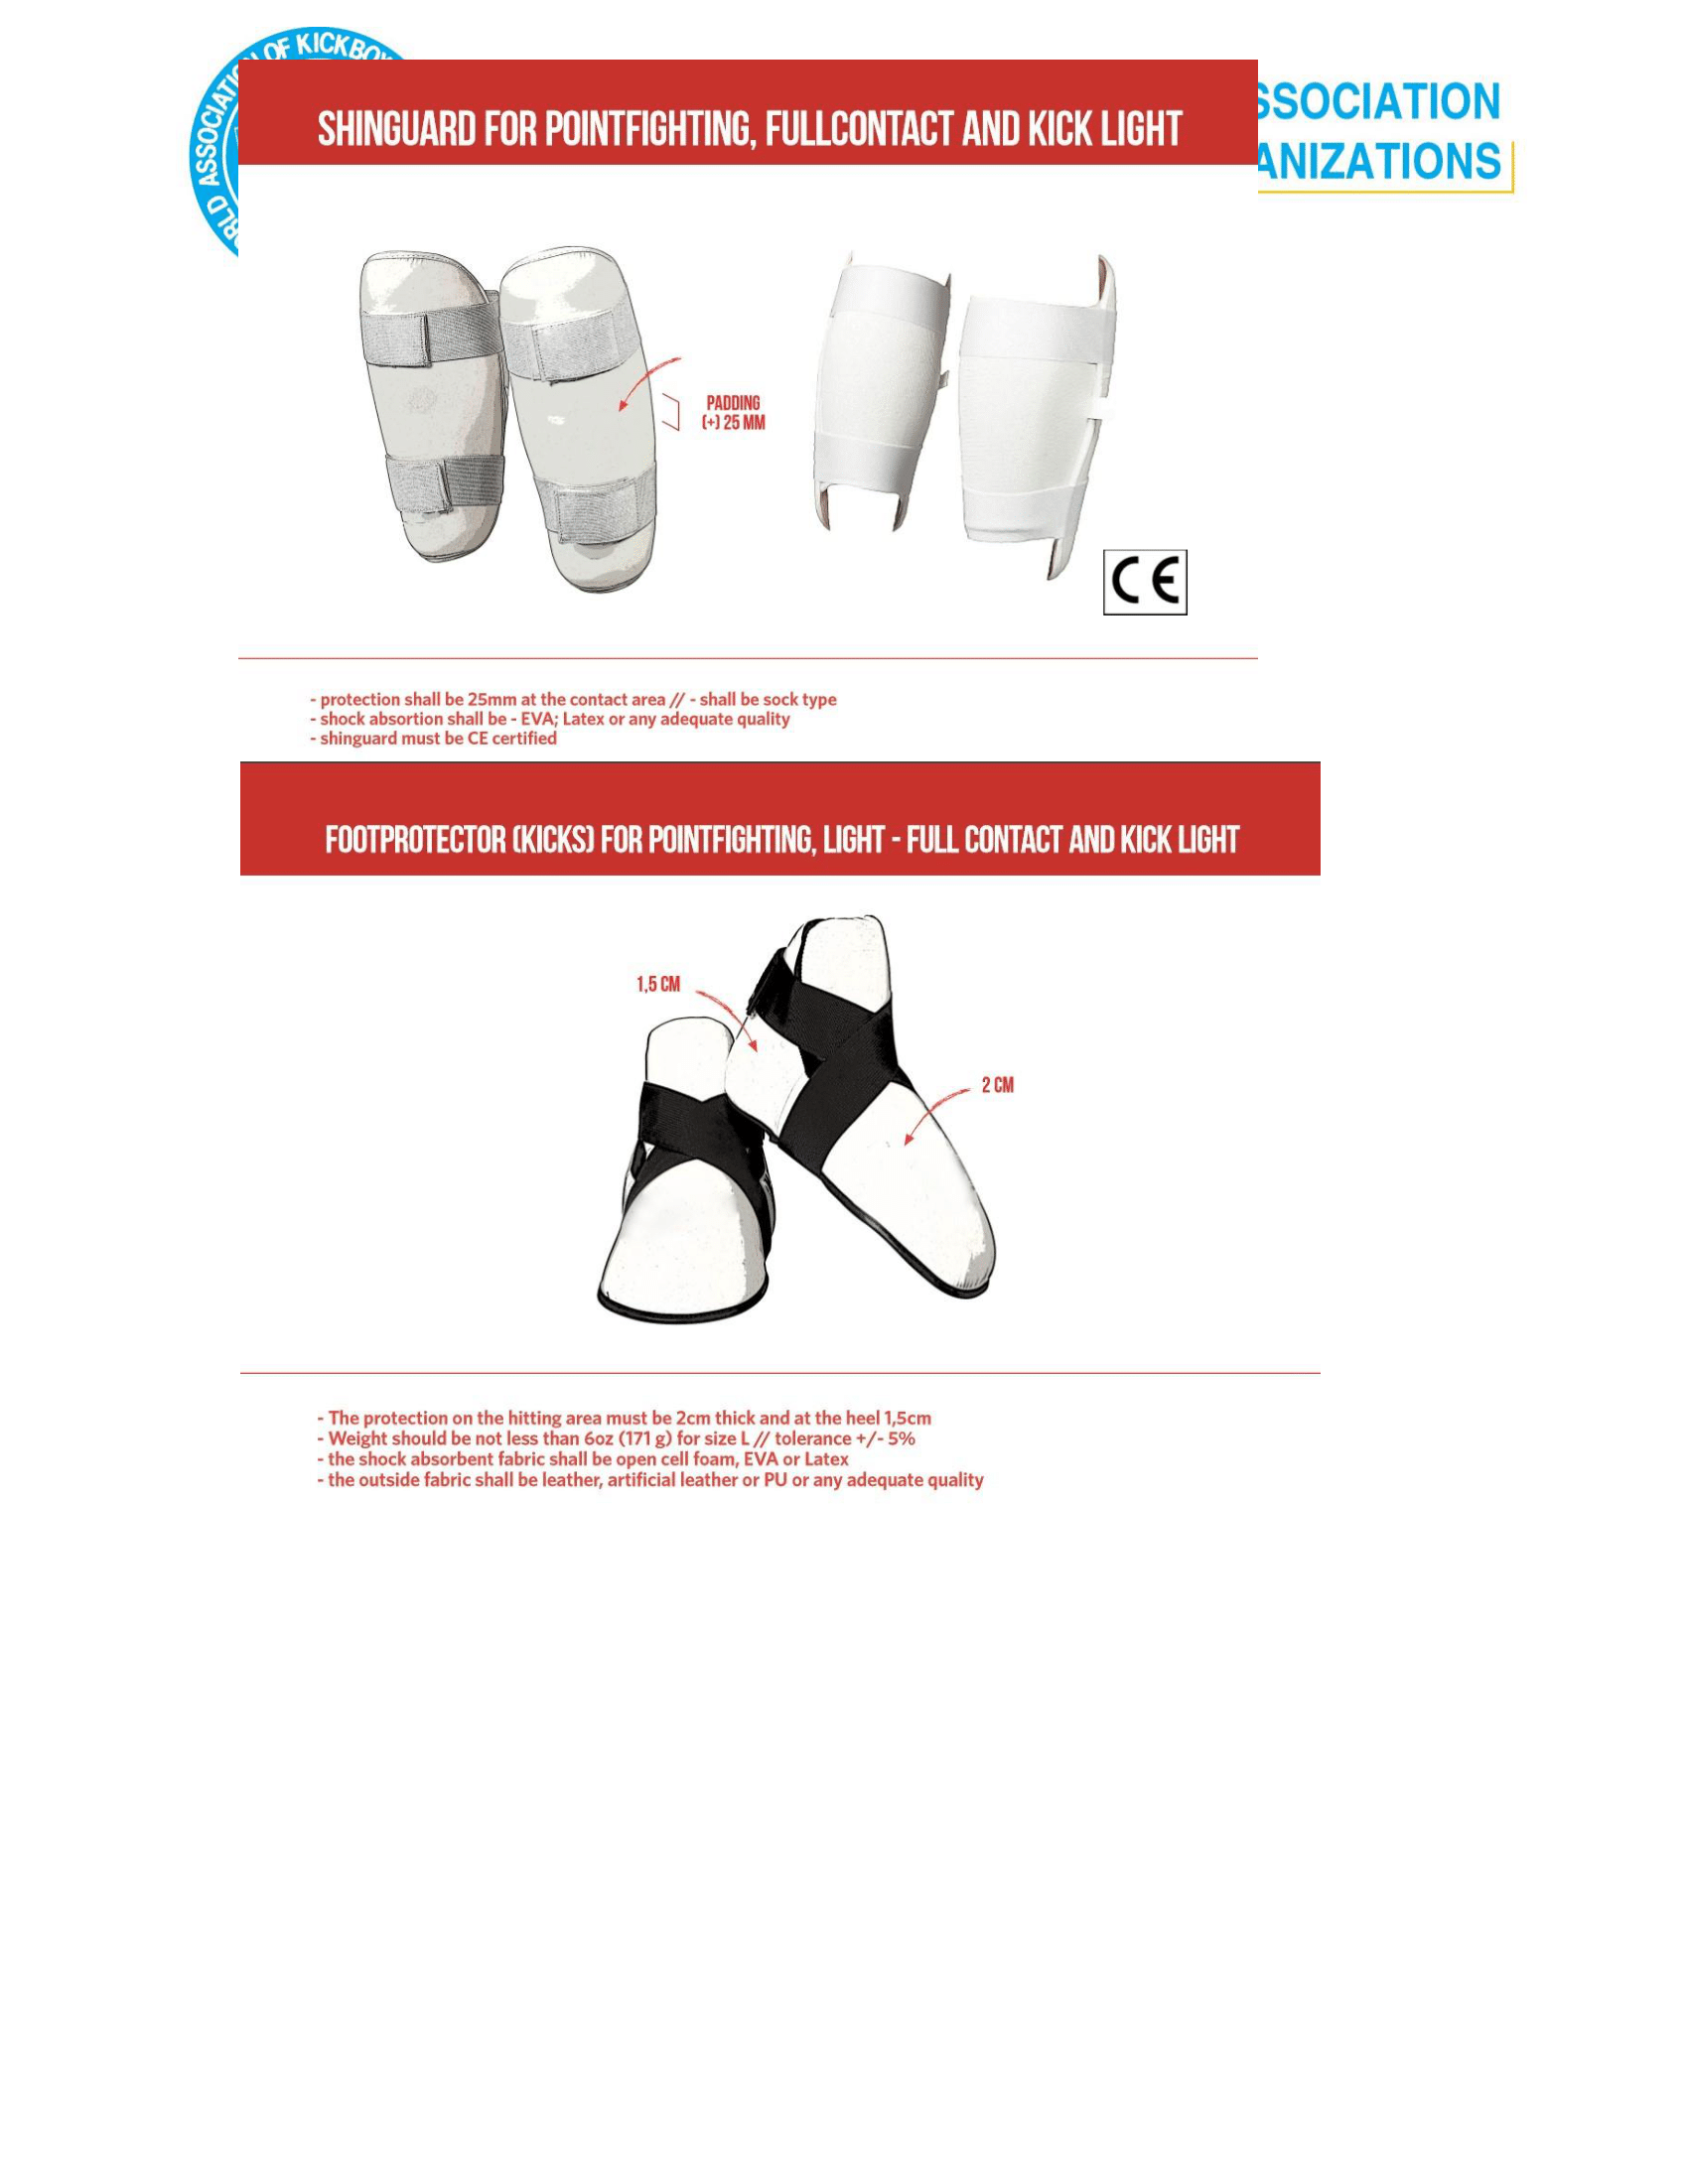 OF KICKBO
ASSOCIATI
SSOCIATION
ANIZATIONS
SHINGUARD FOR POINTFIGHTING, FULLCONTACT AND KICK LIGHT
PADDING
(+) 25 MM
CE
- protection shall be 25mm at the contact area // - shall be sock type
- shock absortion shall be - EVA; Latex or any adequate quality
- shinguard must be CE certified
FOOTPROTECTOR (KICKS) FOR POINTFIGHTING, LIGHT - FULL CONTACT AND KICK LIGHT
1,5 CM
2 CM
- The protection on the hitting area must be 2cm thick and at the heel 1,5cm
- Weight should be not less than 6oz (171 g) for size L // tolerance +/- 5%
- the shock absorbent fabric shall be open cell foam, EVA or Latex
- the outside fabric shall be leather, artificial leather or PU or any adequate quality